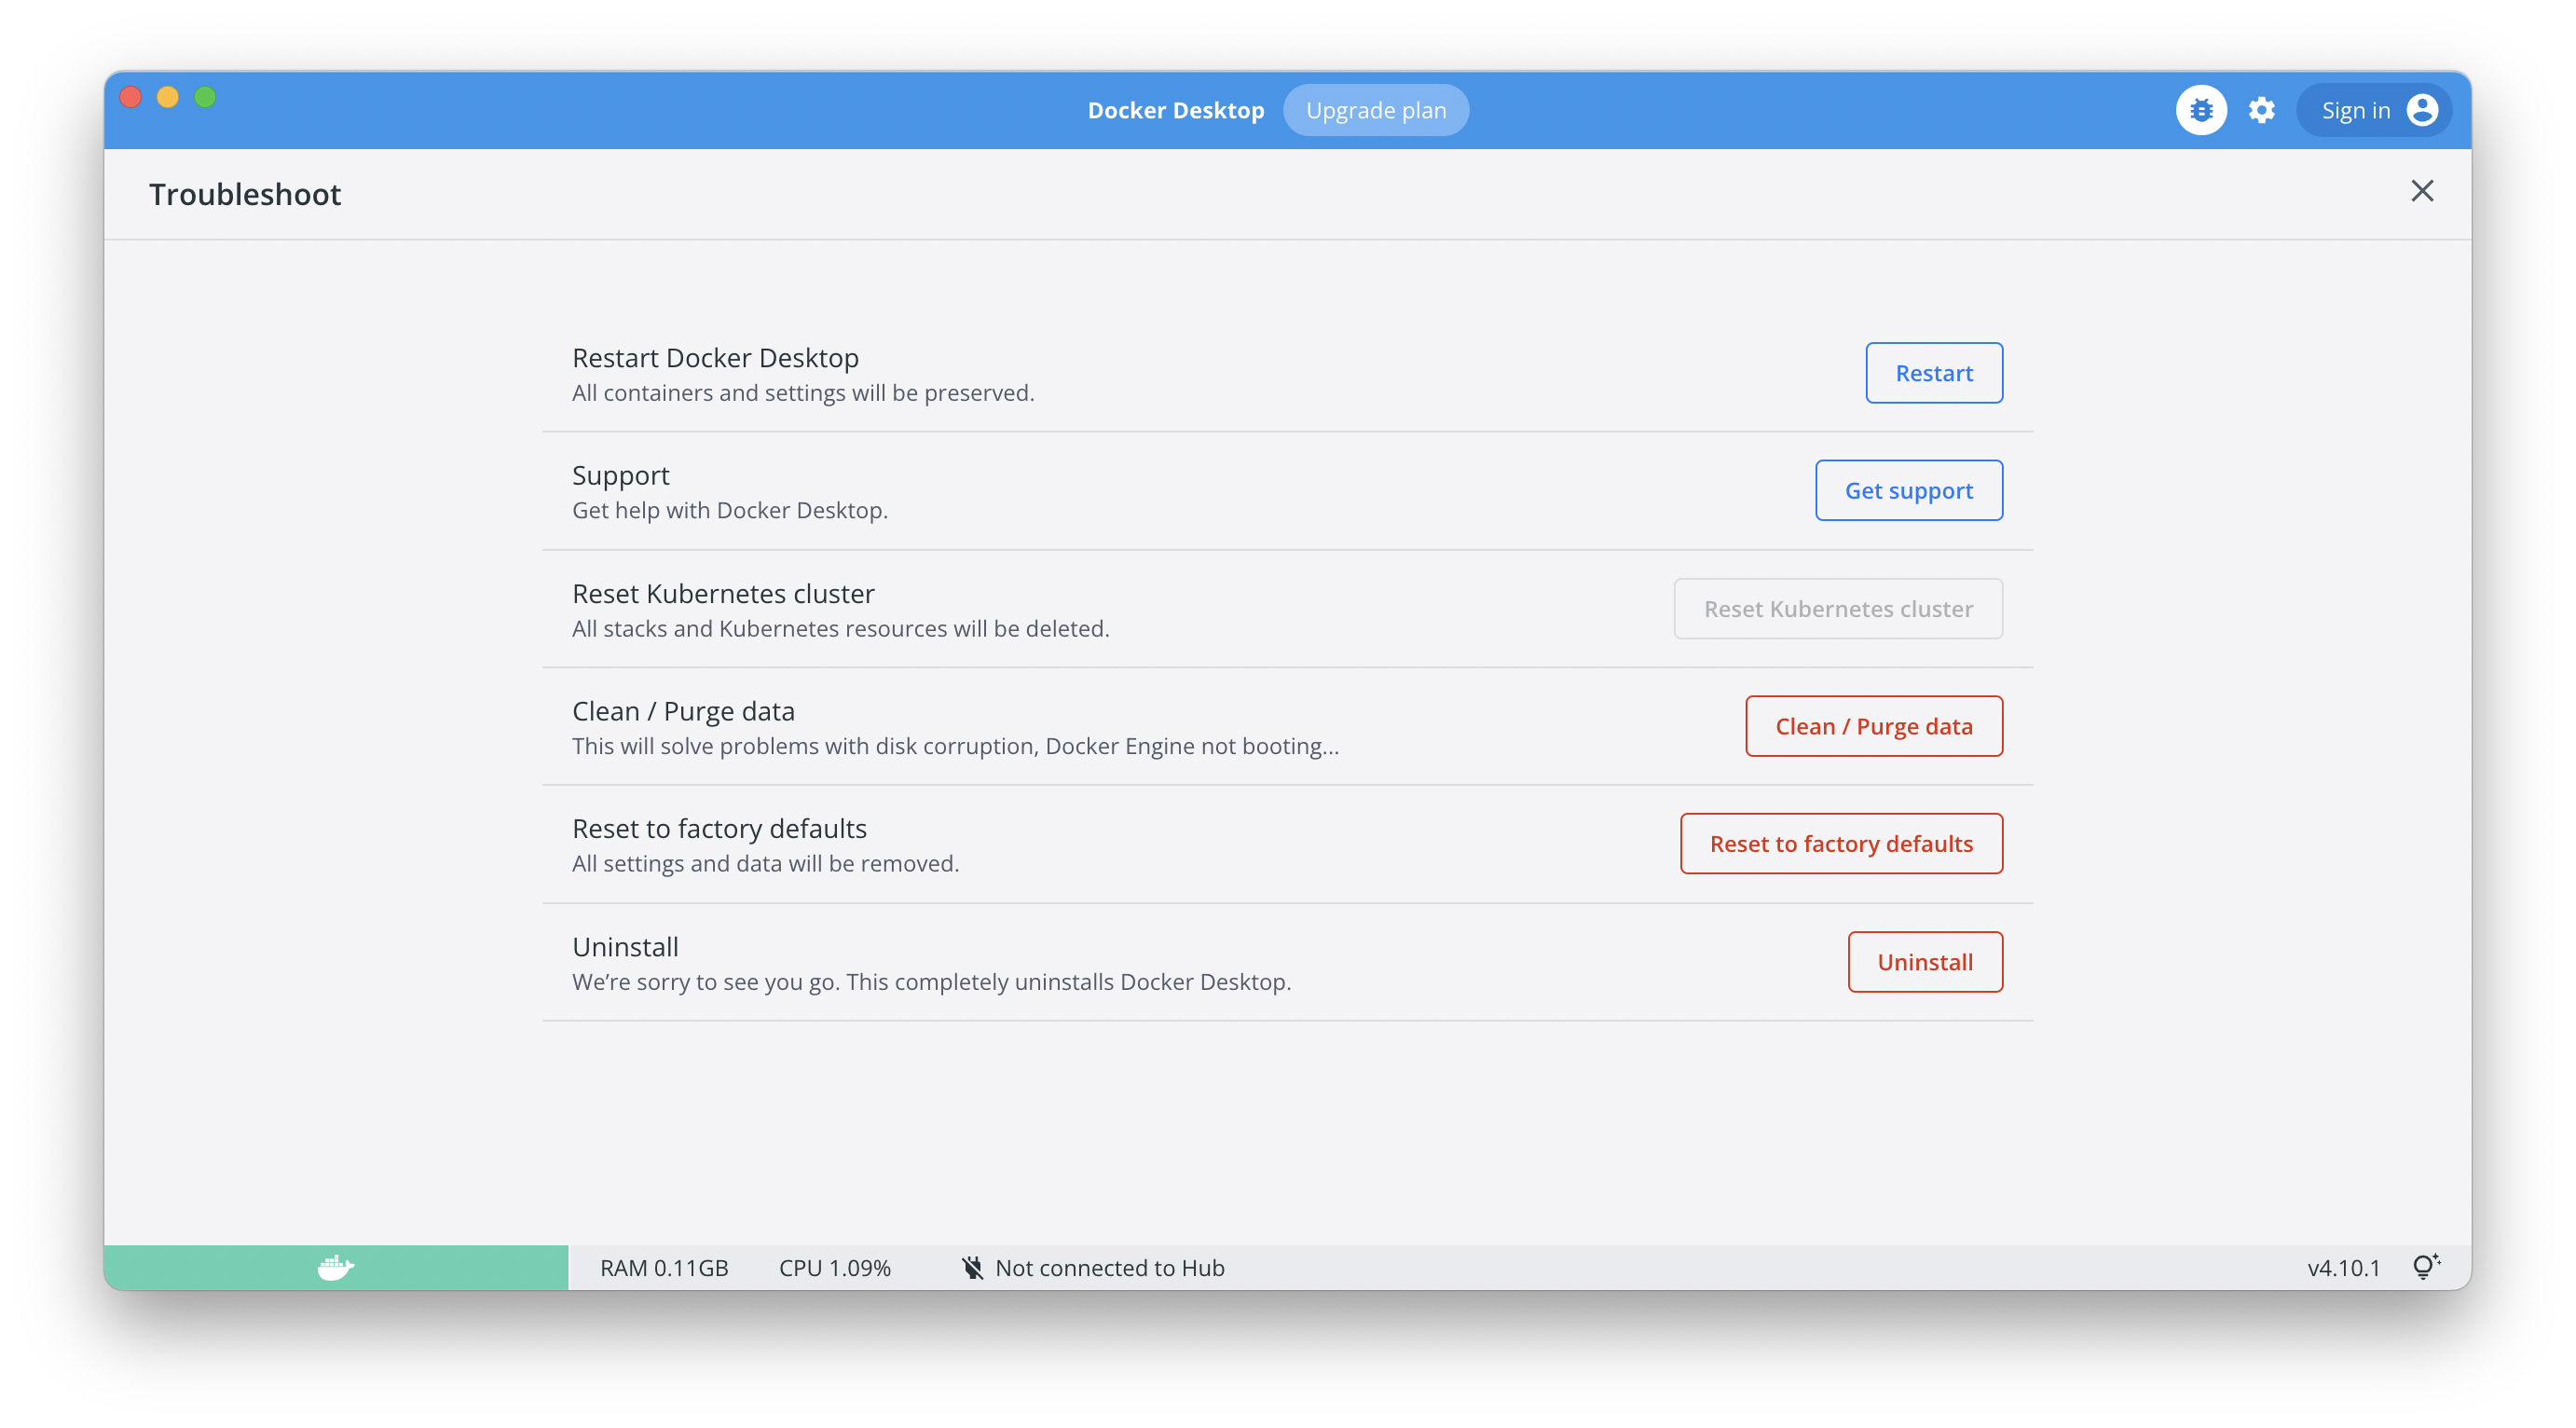 Docker Desktop
Upgrade plan
Sign in
Troubleshoot
Restart Docker Desktop
All containers and settings will be preserved.
Restart
Support
Get help with Docker Desktop.
Get support
Reset Kubernetes cluster
All stacks and Kubernetes resources will be deleted.
Reset Kubernetes cluster
Clean / Purge data
This will solve problems with disk corruption, Docker Engine not booting...
Clean / Purge data
Reset to factory defaults
All settings and data will be removed.
Reset to factory defaults
Uninstall
We’re sorry to see you go. This completely uninstalls Docker Desktop.
Uninstall
RAM 0.11GB
CPU 1.09%
Not connected to Hub
v4.10.1